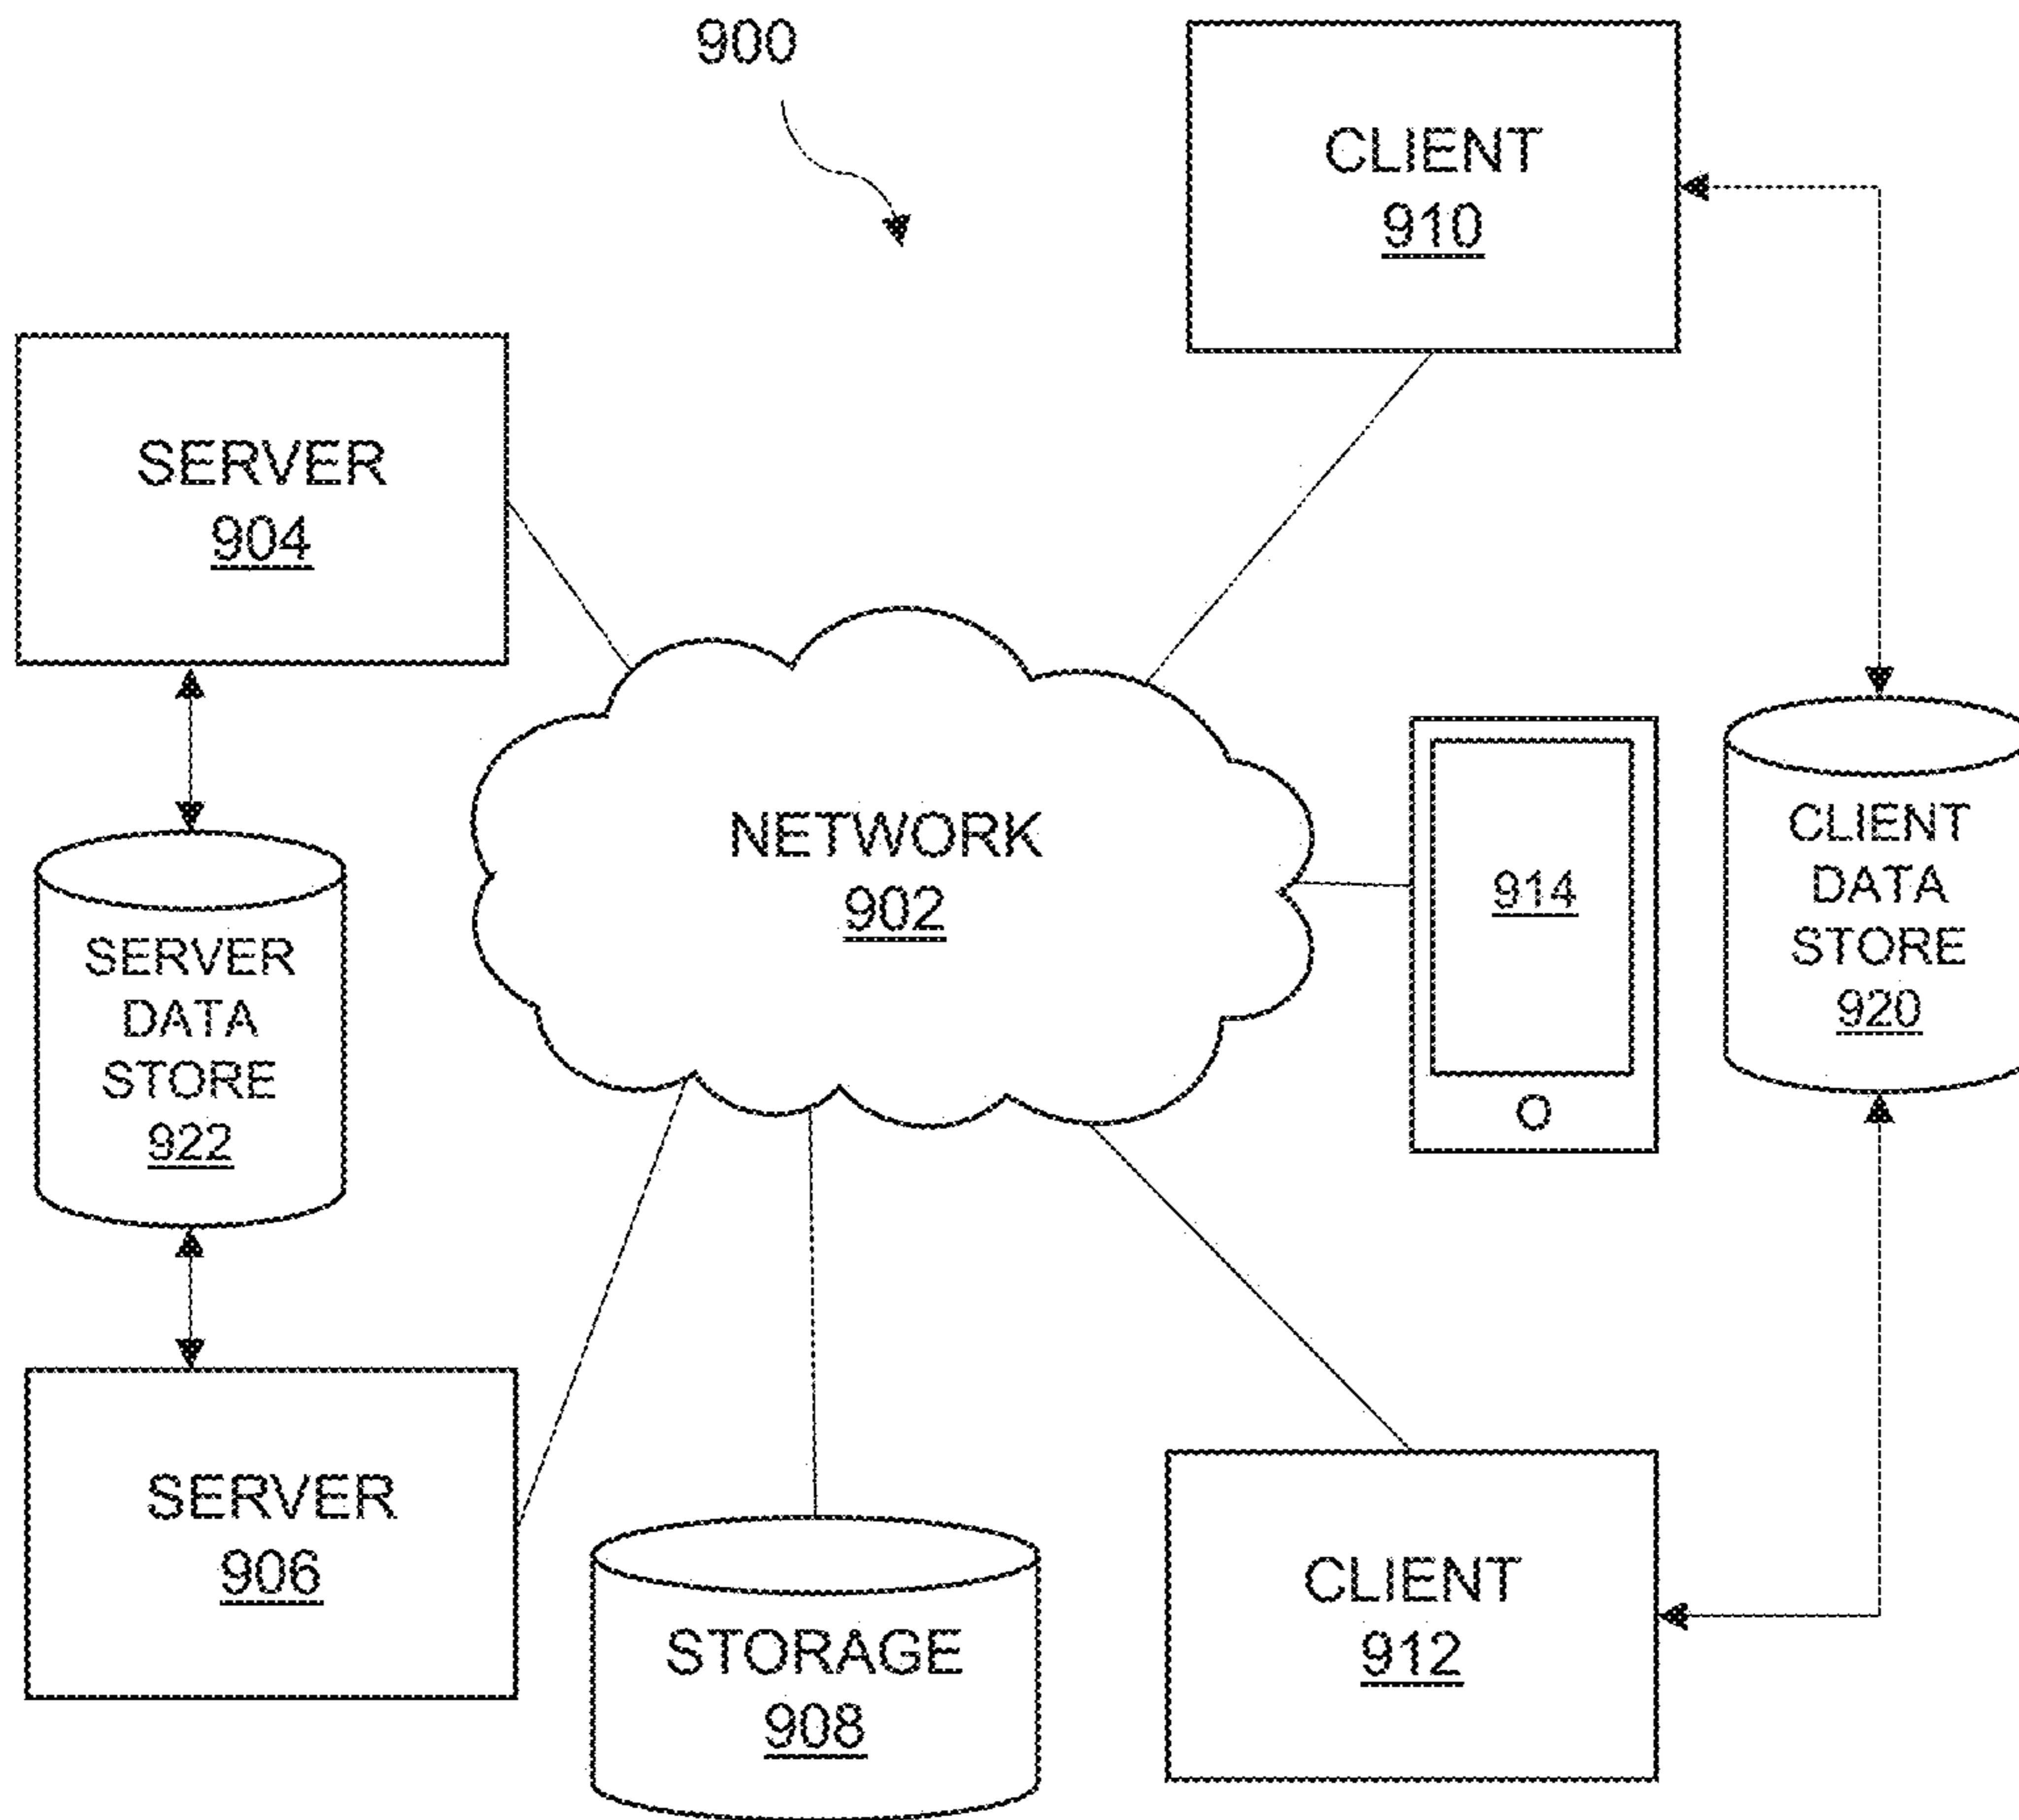 900
CLIENT
910
SERVER
904
NETWORK
902
914
CLIENT
DATA
STORE
920
SERVER
DATA
STORE
922
SERVER
906
STORAGE
908
CLIENT
912